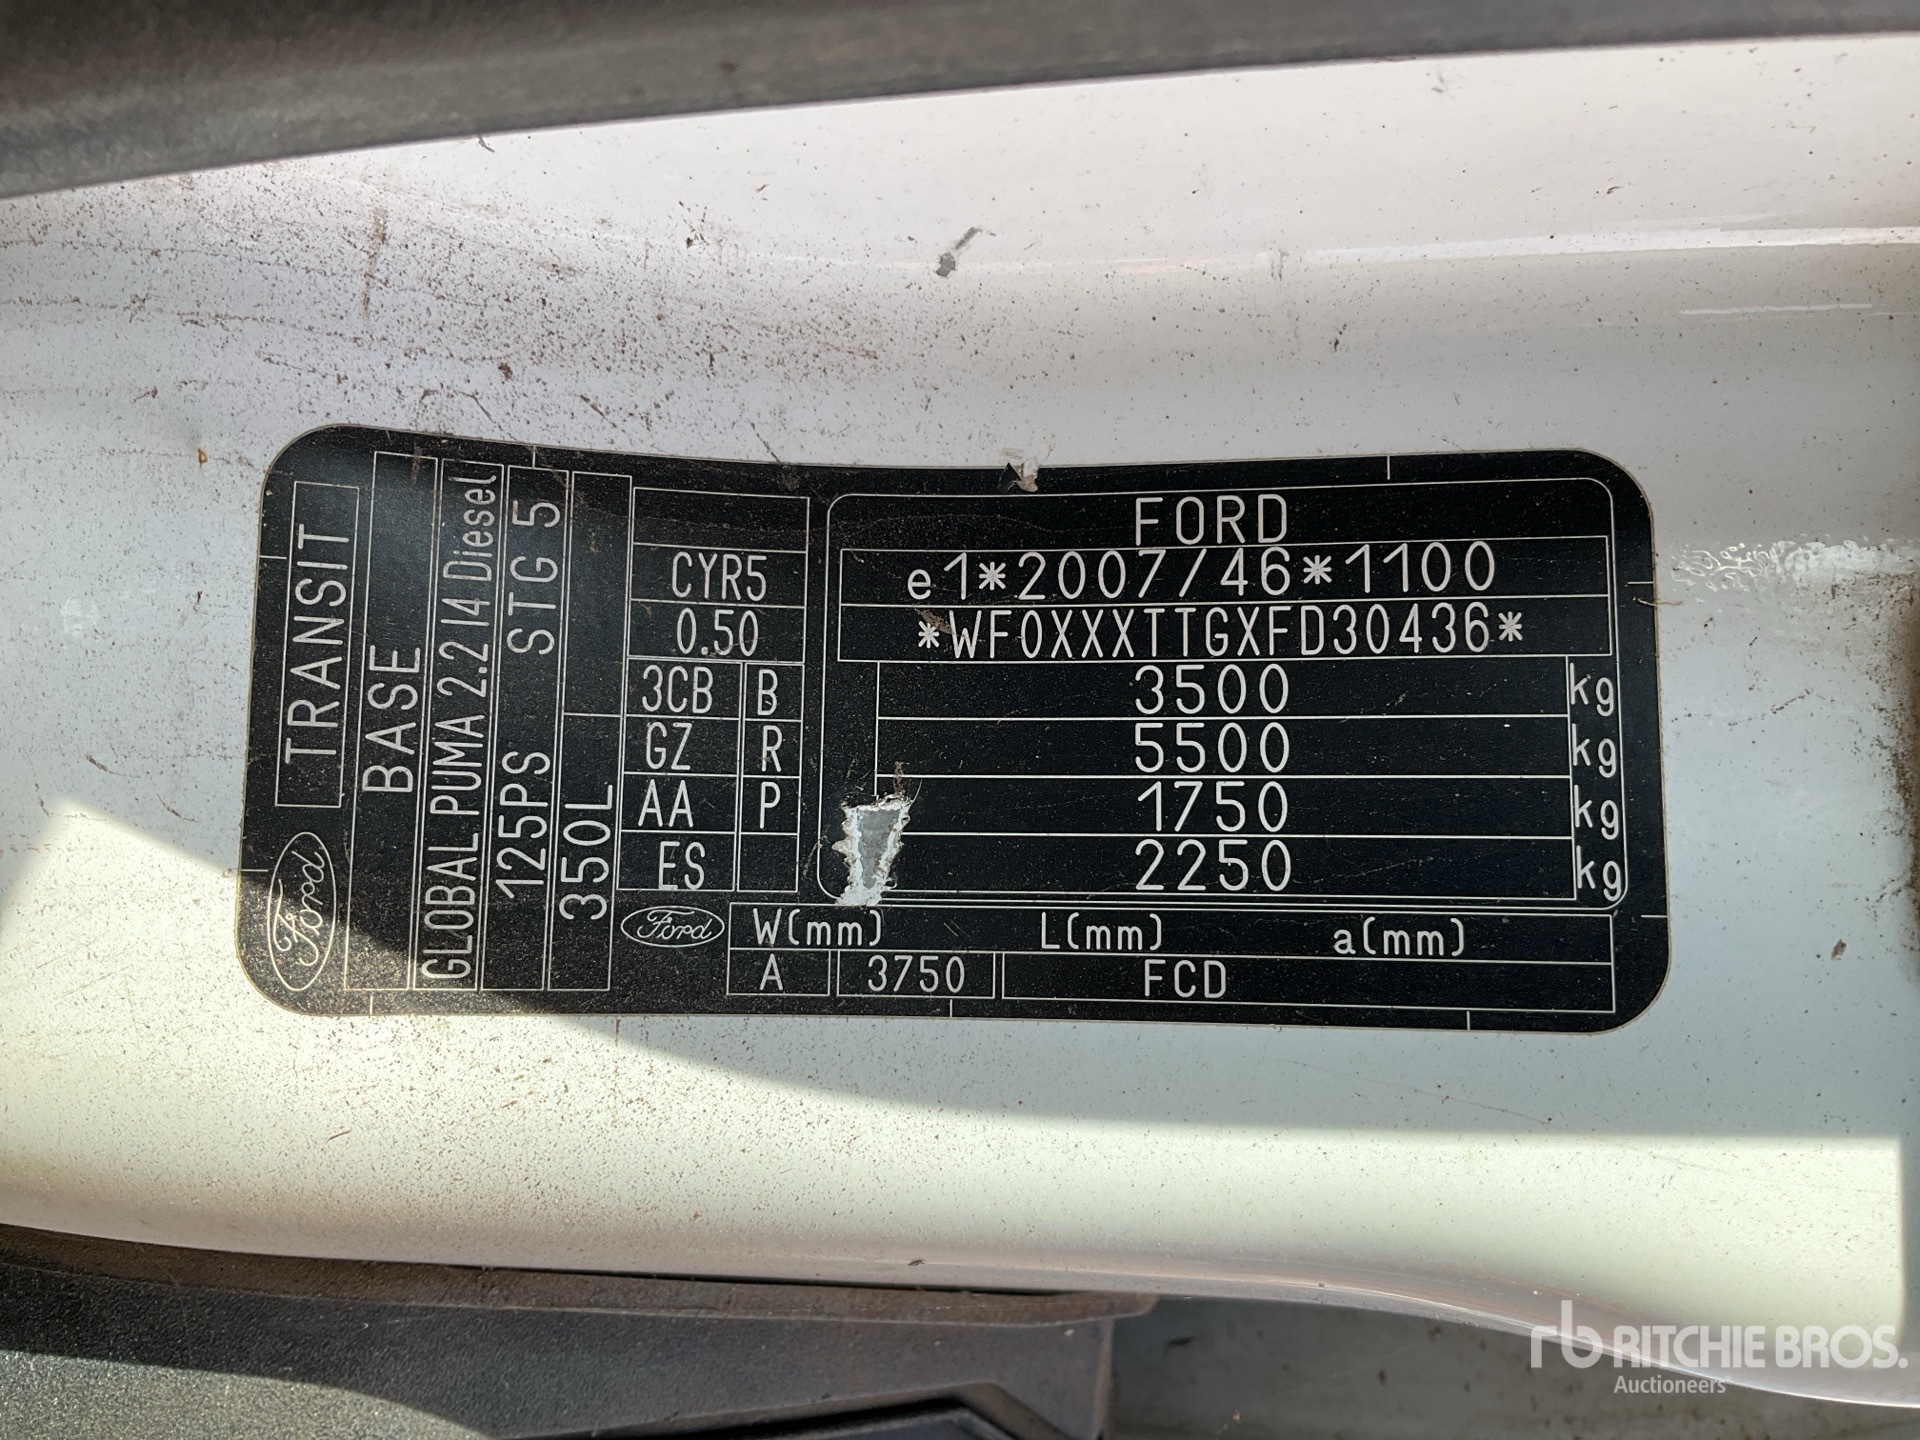 Ford
TRANSIT
BASE
GLOBAL PUMA 2.2 I4 Diesel
125PS STG 5
350L
CYR5
0.50
3CB B
GZ R
AA P
ES
FORD
e1*2007/46*1100
*WF0XXXTTGXFD30436*
3500 kg
5500 kg
1750 kg
2250 kg
Ford
W(mm) L(mm) a(mm)
A 3750 FCD
rb RITCHIE BROS.
Auctioneers